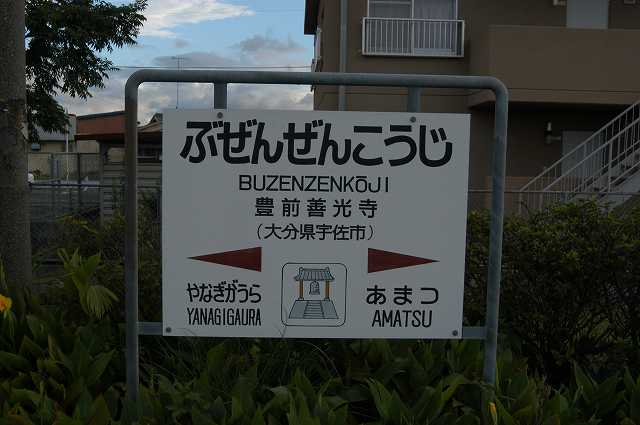 ぶぜんぜんこうじ
BUZENZENKōJI
豊前善光寺
(大分県宇佐市)
やなぎがうら
YANAGIGAURA
あまつ
AMATSU